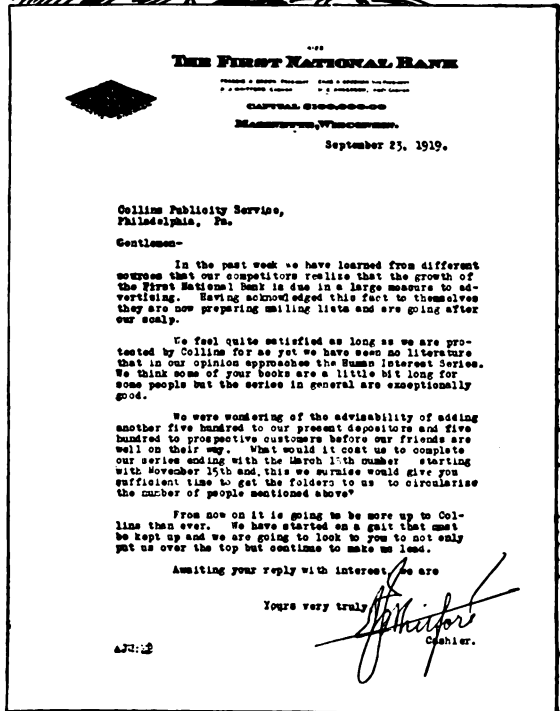 THE FIRST NATIONAL BANK
CAPITAL $100,000.00
MARINETTE, WISCONSIN.
September 23, 1919.
Collins Publicity Service,
Philadelphia, Pa.
Gentlemen-
In the past week we have learned from different
sources that our competitors realize that the growth of
the First National Bank is due in a large measure to ad-
vertising. Having acknowledged this fact to themselves
they are now preparing mailing lists and are going after
our scalp.
We feel quite satisfied as long as we are pro-
tected by Collins for as yet we have seen no literature
that in our opinion approaches the Human Interest Series.
We think some of your books are a little bit long for
some people but the series in general are exceptionally
good.
We were wondering of the advisability of adding
another five hundred to our present depositors and five
hundred to prospective customers before our friends are
well on their way. What would it cost us to complete
our series ending with the March 15th number starting
with November 15th and, this we surmise would give you
sufficient time to get the folders to us to circularize
the number of people mentioned above?
From now on it is going to be more up to Col-
lins than ever. We have started on a gait that must
be kept up and we are going to look to you to not only
put us over the top but continue to make us lead.
Awaiting your reply with interest, we are
Yours very truly
Cashier.